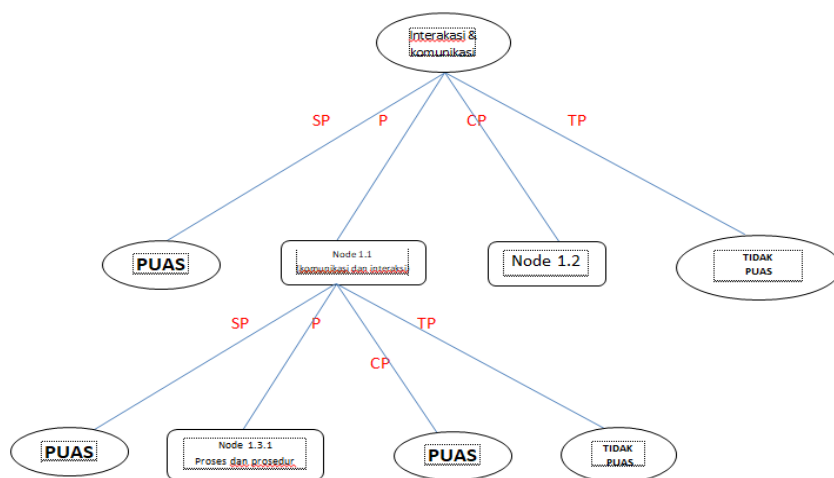 Interakasi &
komunikasi
SP P CP TP
PUAS
Node 1.1
(komunikasi dan interaksi)
Node 1.2
TIDAK
PUAS
SP P CP TP
PUAS
Node 1.3.1
Proses dan prosedur
PUAS
TIDAK
PUAS